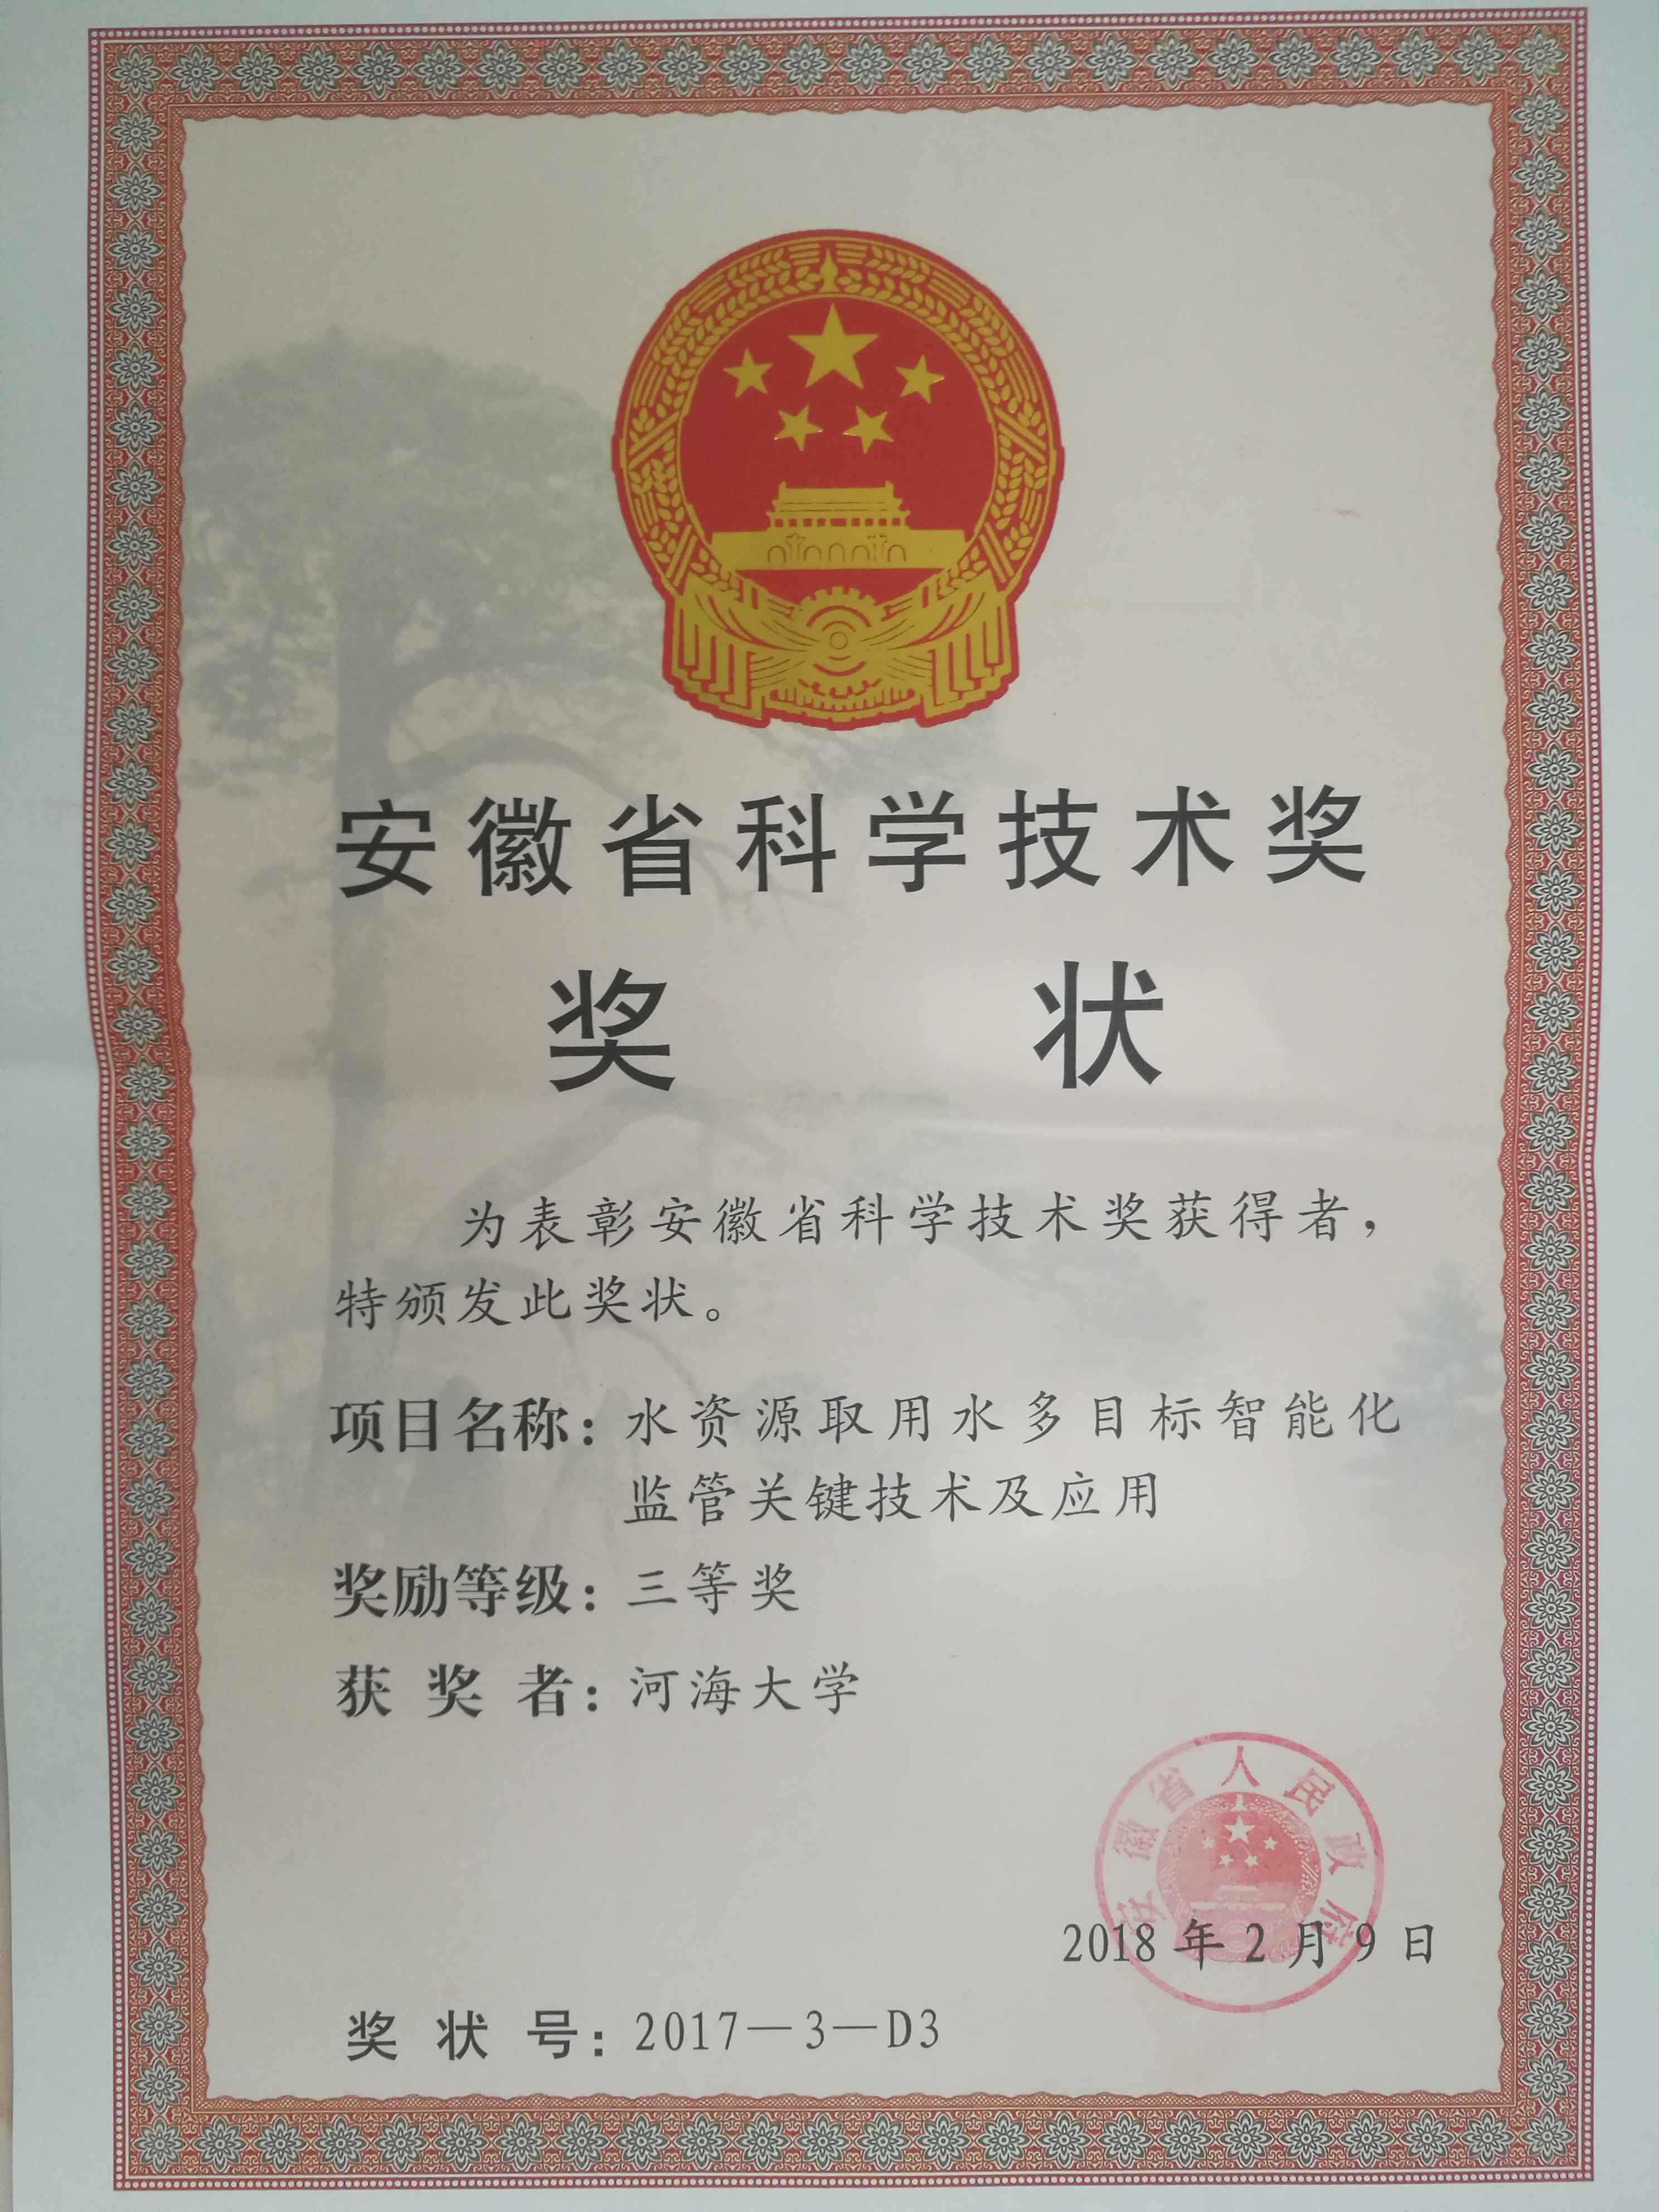 安徽省科学技术奖
奖 状
为表彰安徽省科学技术奖获得者，
特颁发此奖状。
项目名称：水资源取用水多目标智能化
监管关键技术及应用
奖励等级：三等奖
获奖者：河海大学
安徽省人民政府
2018年2月9日
奖状号：2017—3—D3